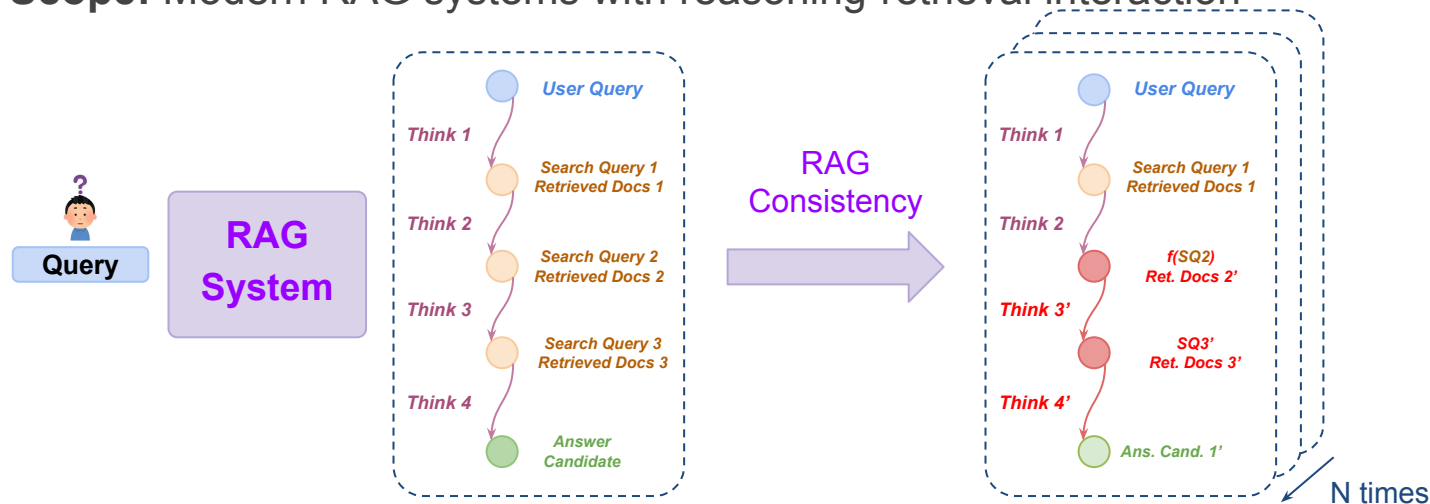 Scope: Modern RAG systems with reasoning retrieval interaction
?
Query
RAG
System
User Query
Think 1
Search Query 1
Retrieved Docs 1
Think 2
Search Query 2
Retrieved Docs 2
Think 3
Search Query 3
Retrieved Docs 3
Think 4
Answer
Candidate
RAG
Consistency
User Query
Think 1
Search Query 1
Retrieved Docs 1
Think 2
f(SQ2)
Ret. Docs 2'
Think 3'
SQ3'
Ret. Docs 3'
Think 4'
Ans. Cand. 1'
N times